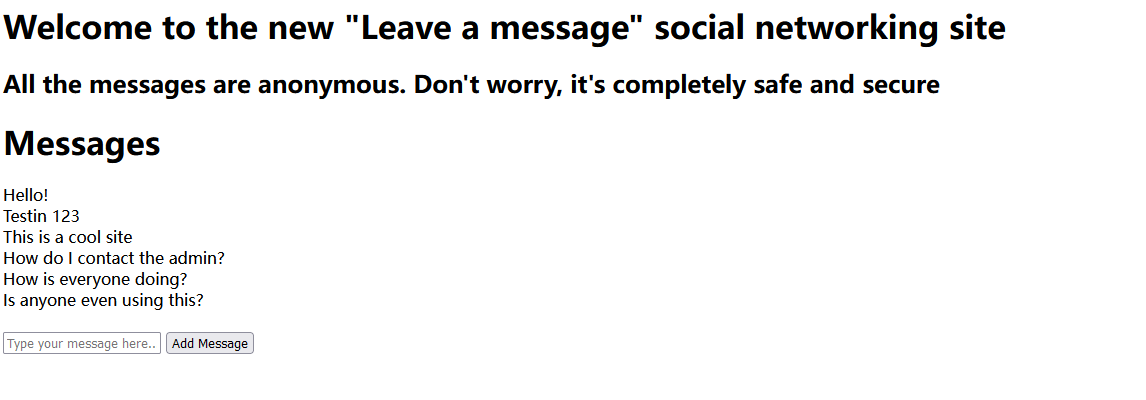 Welcome to the new "Leave a message" social networking site
All the messages are anonymous. Don't worry, it's completely safe and secure
Messages
Hello!
Testin 123
This is a cool site
How do I contact the admin?
How is everyone doing?
Is anyone even using this?
Type your message here.. Add Message